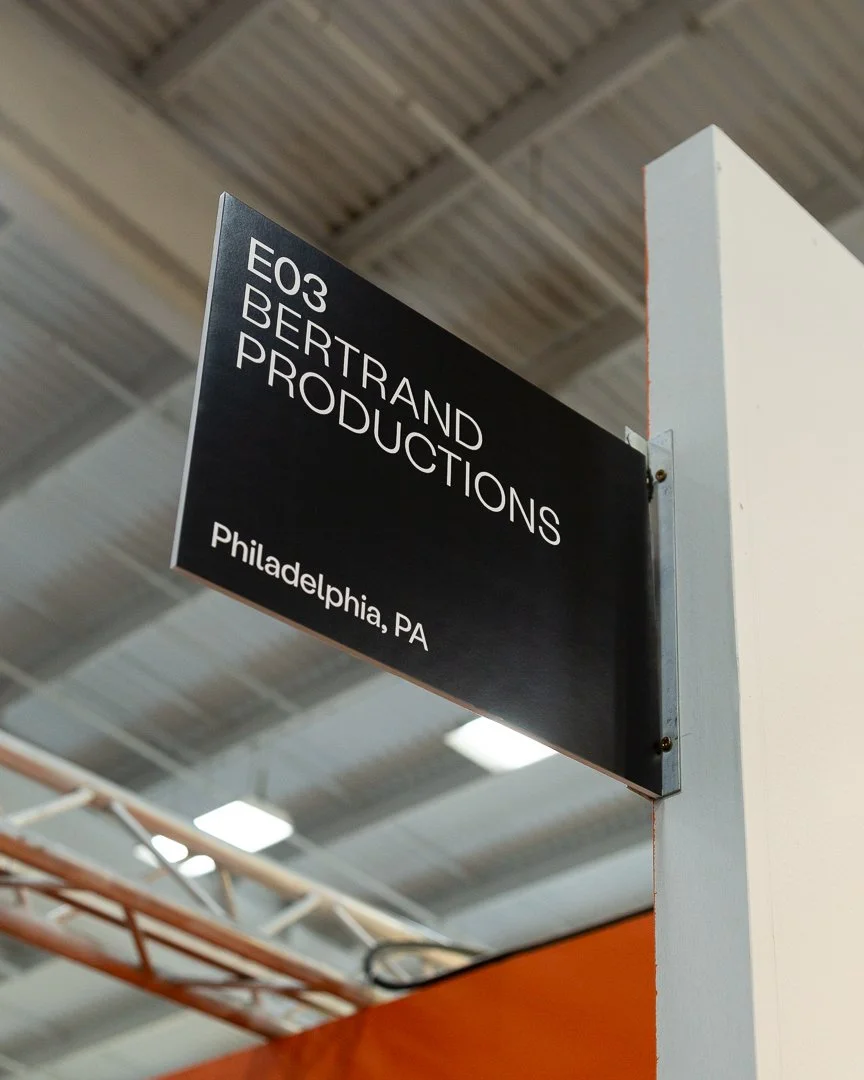 E03
BERTRAND
PRODUCTIONS
Philadelphia, PA